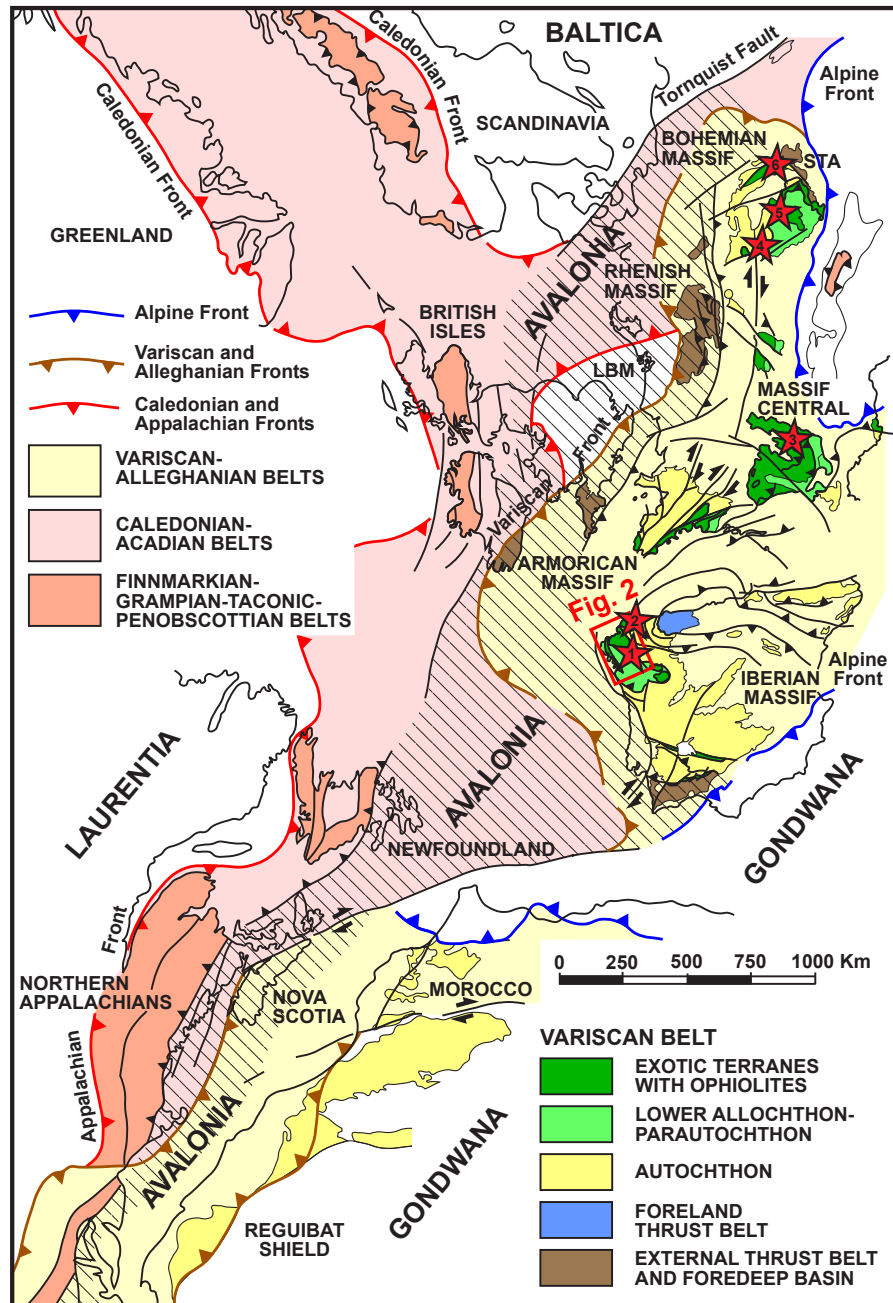 BALTICA
Caledonian Front
Tornquist Fault
Alpine
Front
Caledonian Front
SCANDINAVIA
BOHEMIAN
MASSIF
6
STA
5
4
GREENLAND
AVALONIA
RHENISH
MASSIF
BRITISH
ISLES
Alpine Front
Variscan and
Alleghanian Fronts
Caledonian and
Appalachian Fronts
LBM
MASSIF
CENTRAL
3
Variscan Front
VARISCAN-
ALLEGHANIAN BELTS
CALEDONIAN-
ACADIAN BELTS
FINNMARKIAN-
GRAMPIAN-TACONIC-
PENOBSCOTTIAN BELTS
ARMORICAN
MASSIF
Fig. 2
2
1
IBERIAN
MASSIF
Alpine
Front
LAURENTIA
AVALONIA
GONDWANA
NEWFOUNDLAND
Appalachian Front
NORTHERN
APPALACHIANS
NOVA
SCOTIA
MOROCCO
0 250 500 750 1000 Km
AVALONIA
GONDWANA
REGUIBAT
SHIELD
VARISCAN BELT
EXOTIC TERRANES
WITH OPHIOLITES
LOWER ALLOCHTHON-
PARAUTOCHTHON
AUTOCHTHON
FORELAND
THRUST BELT
EXTERNAL THRUST BELT
AND FOREDEEP BASIN